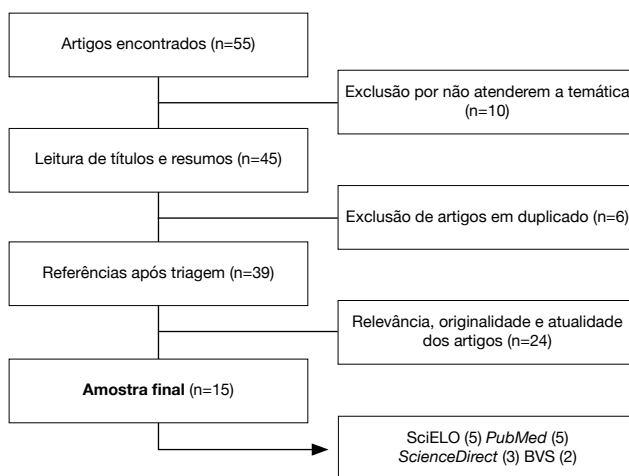 Artigos encontrados (n=55)
Exclusão por não atenderem a temática
(n=10)
Leitura de títulos e resumos (n=45)
Exclusão de artigos em duplicado (n=6)
Referências após triagem (n=39)
Relevância, originalidade e atualidade
dos artigos (n=24)
Amostra final (n=15)
SciELO (5) PubMed (5)
ScienceDirect (3) BVS (2)